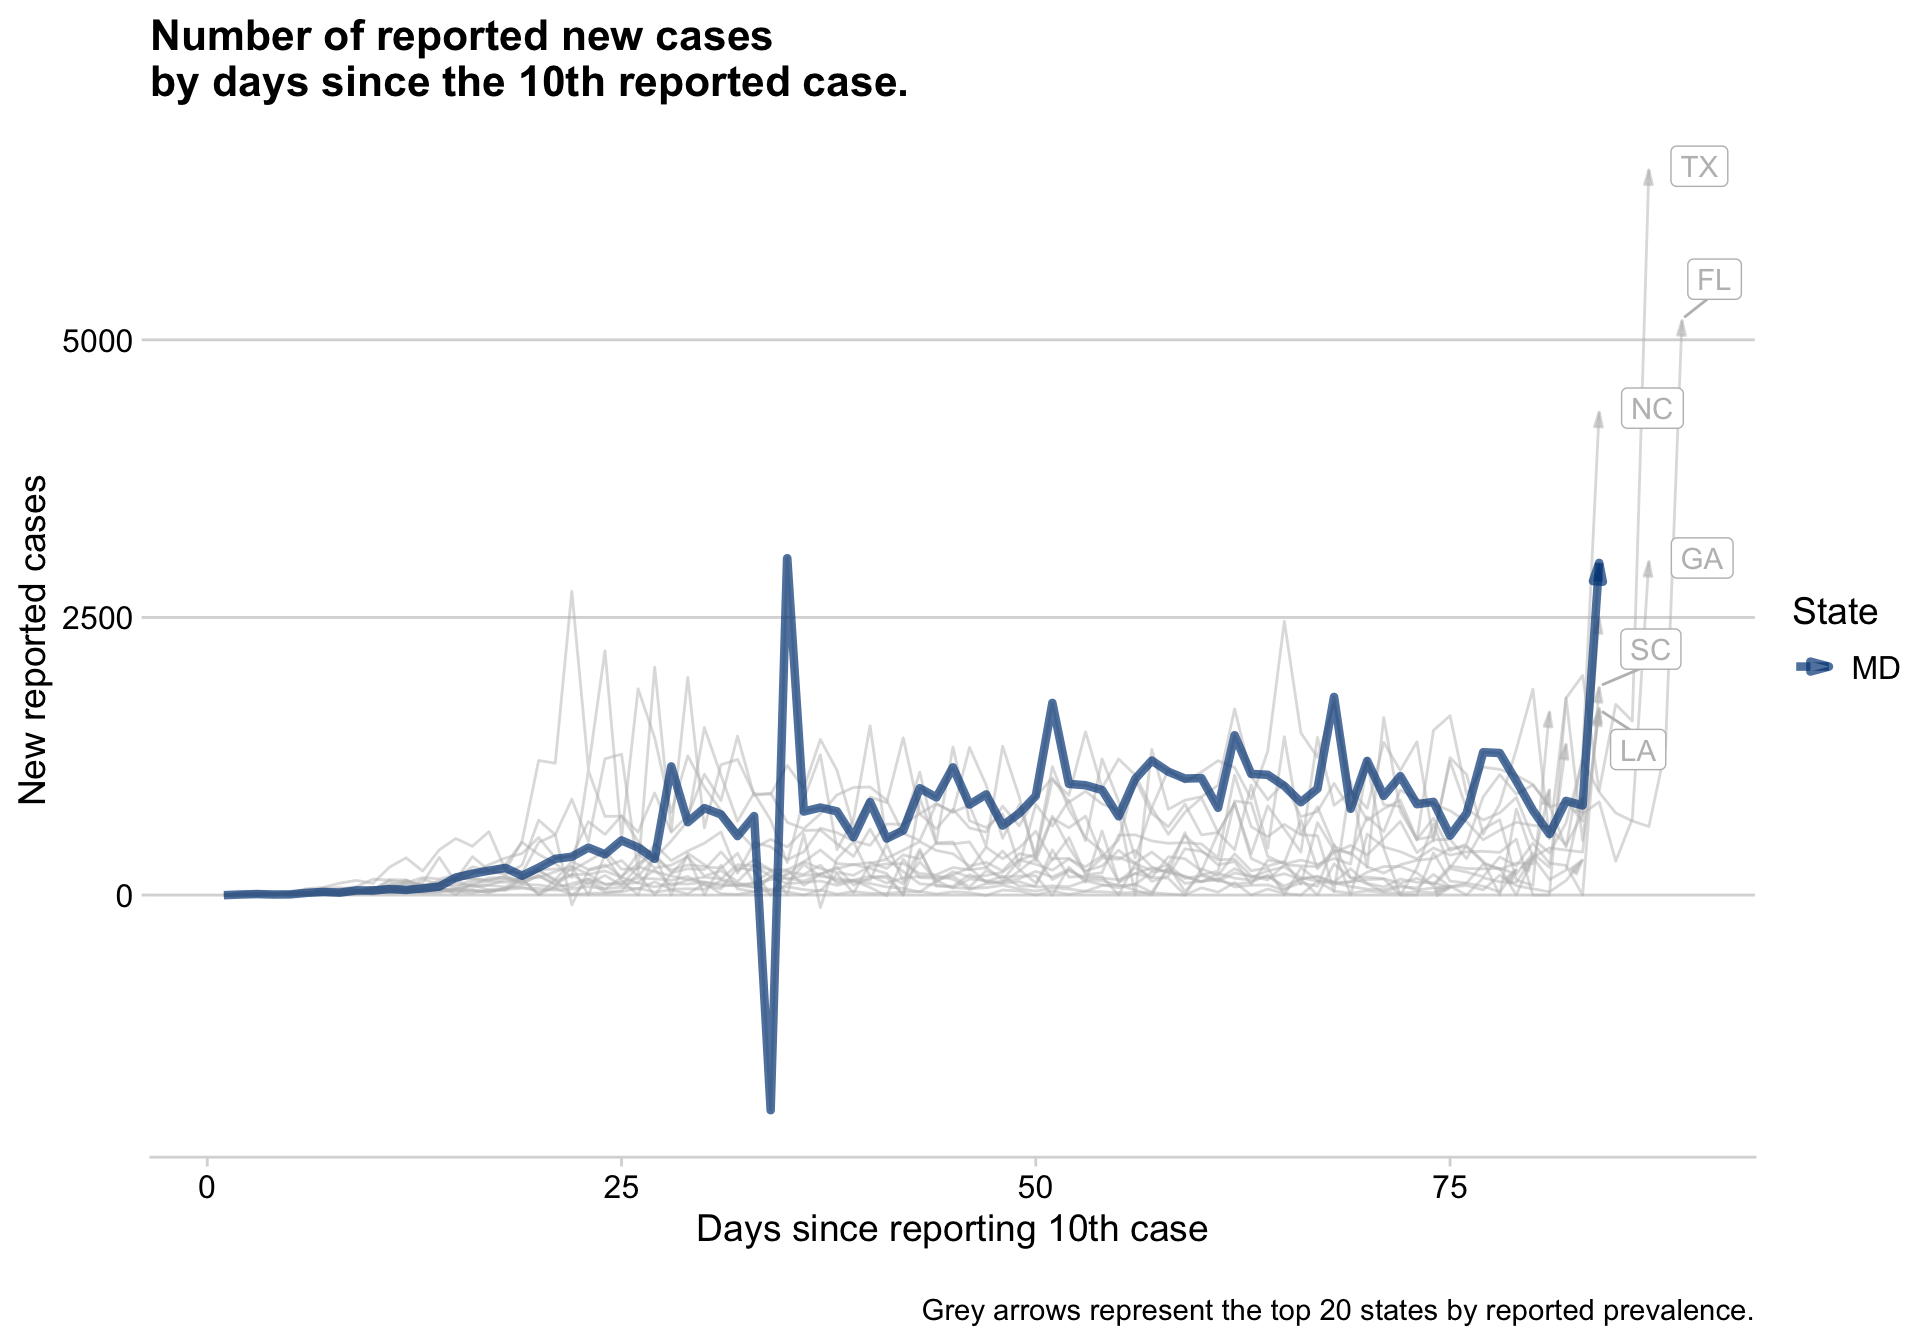 Number of reported new cases
by days since the 10th reported case.
TX
FL
5000
NC
New reported cases
GA
State
2500
SC
MD
LA
0
0 25 50 75
Days since reporting 10th case
Grey arrows represent the top 20 states by reported prevalence.